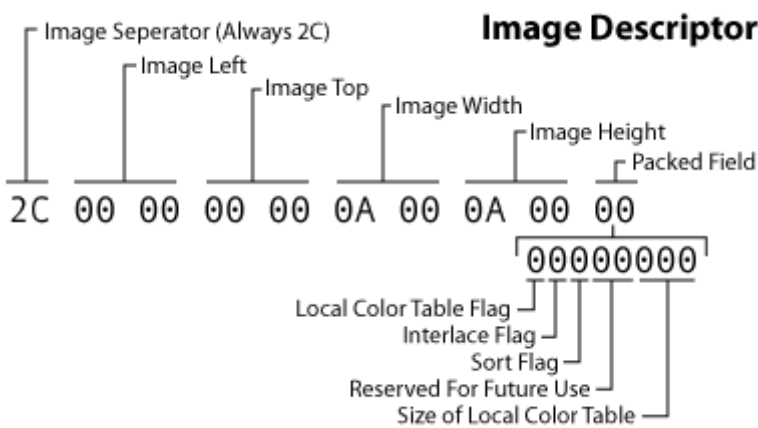 Image Descriptor
Image Seperator (Always 2C)
Image Left
Image Top
Image Width
Image Height
Packed Field
2C 00 00 00 00 0A 00 0A 00 00
00000000
Local Color Table Flag
Interlace Flag
Sort Flag
Reserved For Future Use
Size of Local Color Table